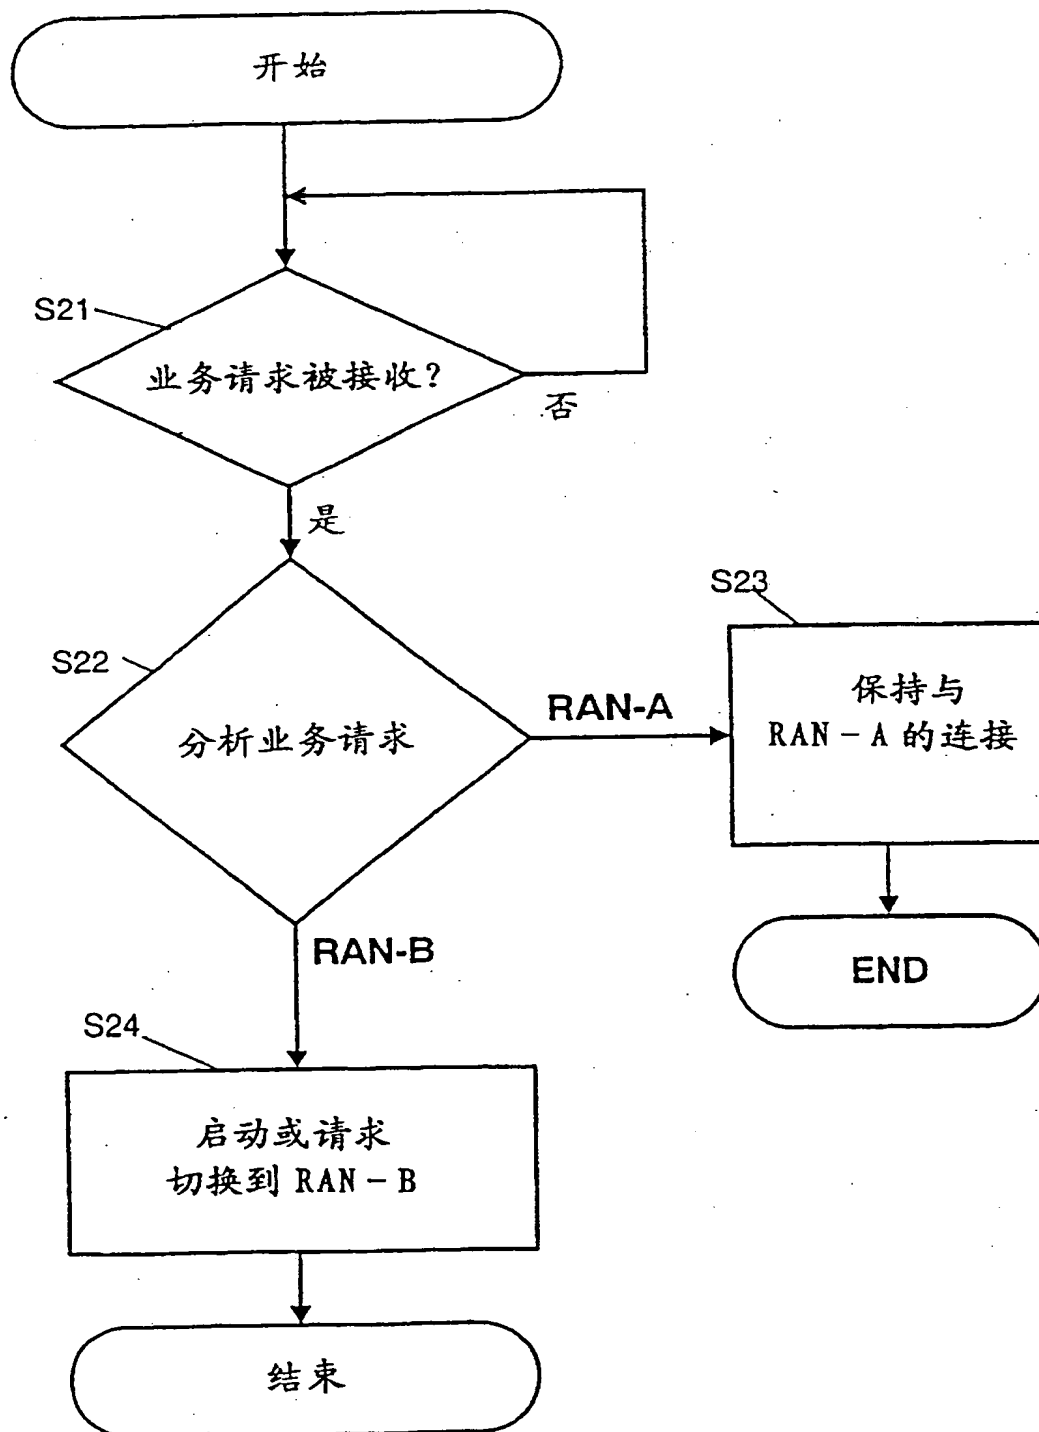 开始
S21
业务请求被接收?
否
是
S22
分析业务请求
RAN-A
S23
保持与
RAN-A 的连接
END
RAN-B
S24
启动或请求
切换到 RAN-B
结束